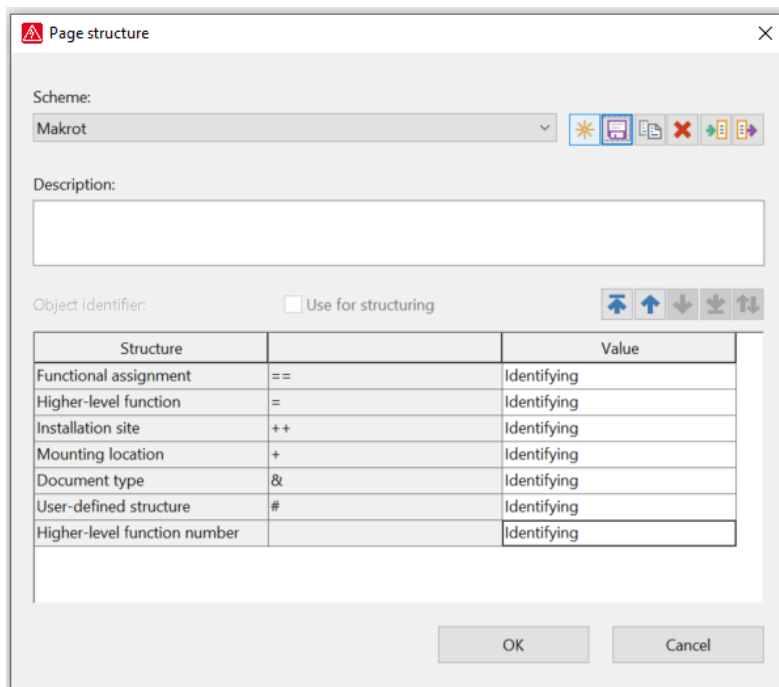 Page structure
Scheme:
Makrot
Description:
Object identifier:
Use for structuring
Structure Value
Functional assignment == Identifying
Higher-level function = Identifying
Installation site ++ Identifying
Mounting location + Identifying
Document type & Identifying
User-defined structure # Identifying
Higher-level function number Identifying
OK Cancel